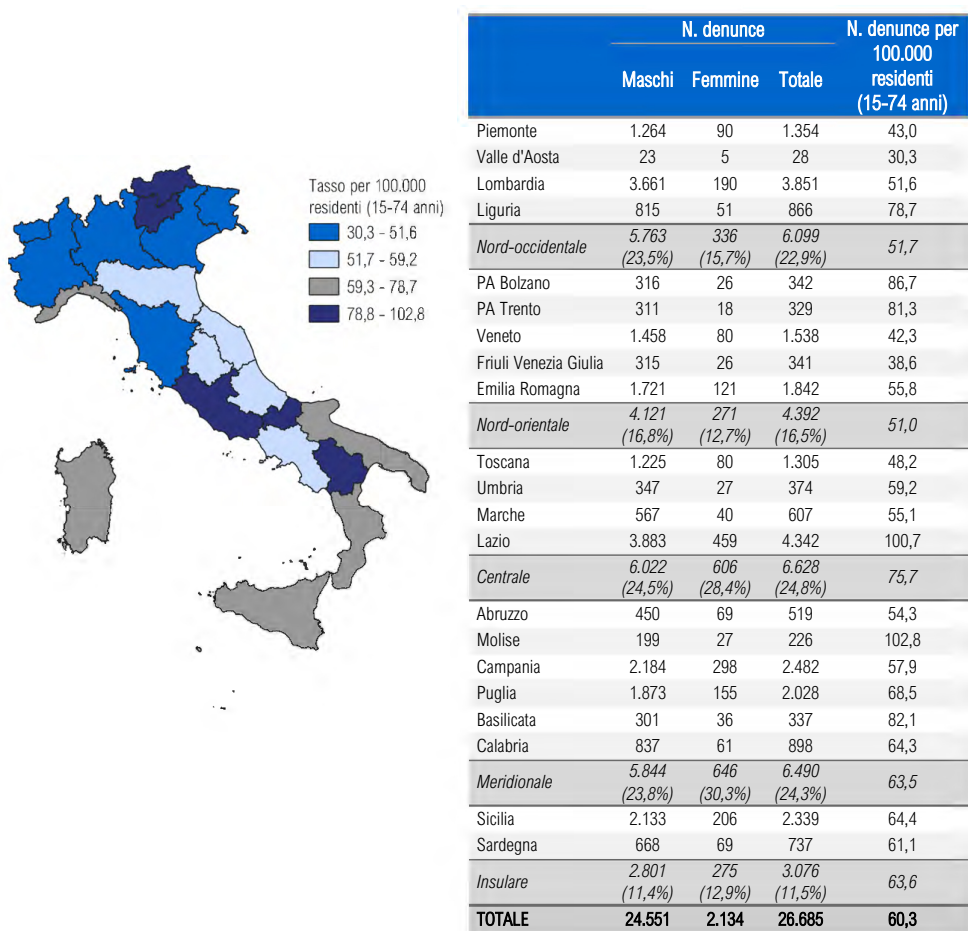 Tasso per 100.000
residenti (15-74 anni)
30,3 - 51,6
51,7 - 59,2
59,3 - 78,7
78,8 - 102,8
N. denunce
N. denunce per
100.000
residenti
(15-74 anni)
Maschi Femmine Totale
Piemonte 1.264 90 1.354 43,0
Valle d'Aosta 23 5 28 30,3
Lombardia 3.661 190 3.851 51,6
Liguria 815 51 866 78,7
Nord-occidentale 5.763 336 6.099 51,7
(23,5%) (15,7%) (22,9%)
PA Bolzano 316 26 342 86,7
PA Trento 311 18 329 81,3
Veneto 1.458 80 1.538 42,3
Friuli Venezia Giulia 315 26 341 38,6
Emilia Romagna 1.721 121 1.842 55,8
Nord-orientale 4.121 271 4.392 51,0
(16,8%) (12,7%) (16,5%)
Toscana 1.225 80 1.305 48,2
Umbria 347 27 374 59,2
Marche 567 40 607 55,1
Lazio 3.883 459 4.342 100,7
Centrale 6.022 606 6.628 75,7
(24,5%) (28,4%) (24,8%)
Abruzzo 450 69 519 54,3
Molise 199 27 226 102,8
Campania 2.184 298 2.482 57,9
Puglia 1.873 155 2.028 68,5
Basilicata 301 36 337 82,1
Calabria 837 61 898 64,3
Meridionale 5.844 646 6.490 63,5
(23,8%) (30,3%) (24,3%)
Sicilia 2.133 206 2.339 64,4
Sardegna 668 69 737 61,1
Insulare 2.801 275 3.076 63,6
(11,4%) (12,9%) (11,5%)
TOTALE 24.551 2.134 26.685 60,3